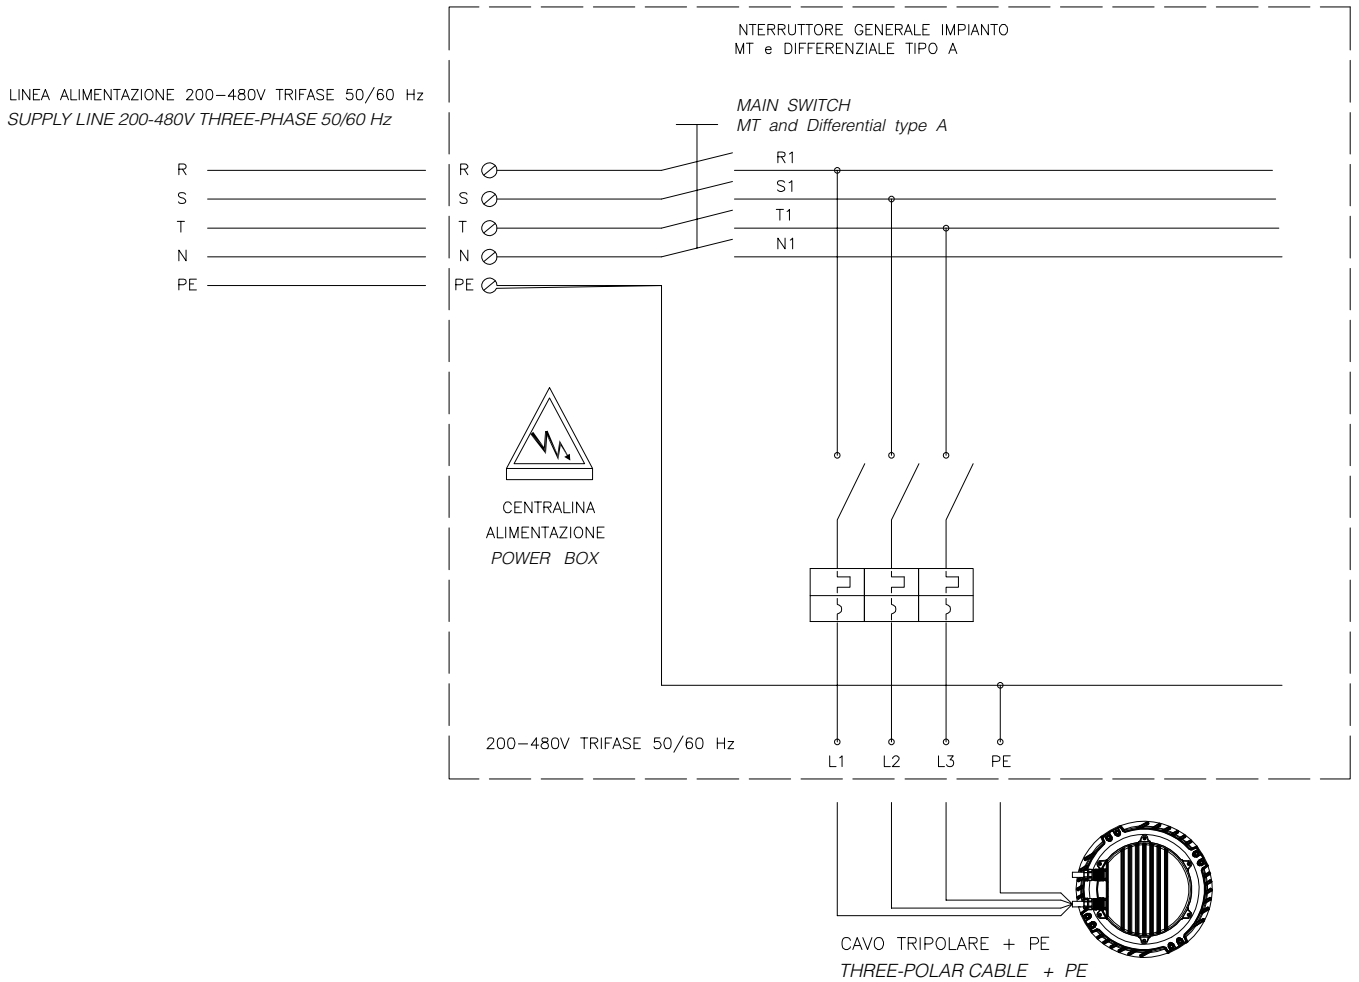 NTERRUTTORE GENERALE IMPIANTO
MT e DIFFERENZIALE TIPO A
LINEA ALIMENTAZIONE 200-480V TRIFASE 50/60 Hz
SUPPLY LINE 200-480V THREE-PHASE 50/60 Hz
MAIN SWITCH
MT and Differential type A
R R R1
S S S1
T T T1
N N N1
PE PE
CENTRALINA
ALIMENTAZIONE
POWER BOX
200-480V TRIFASE 50/60 Hz
L1 L2 L3 PE
CAVO TRIPOLARE + PE
THREE-POLAR CABLE + PE